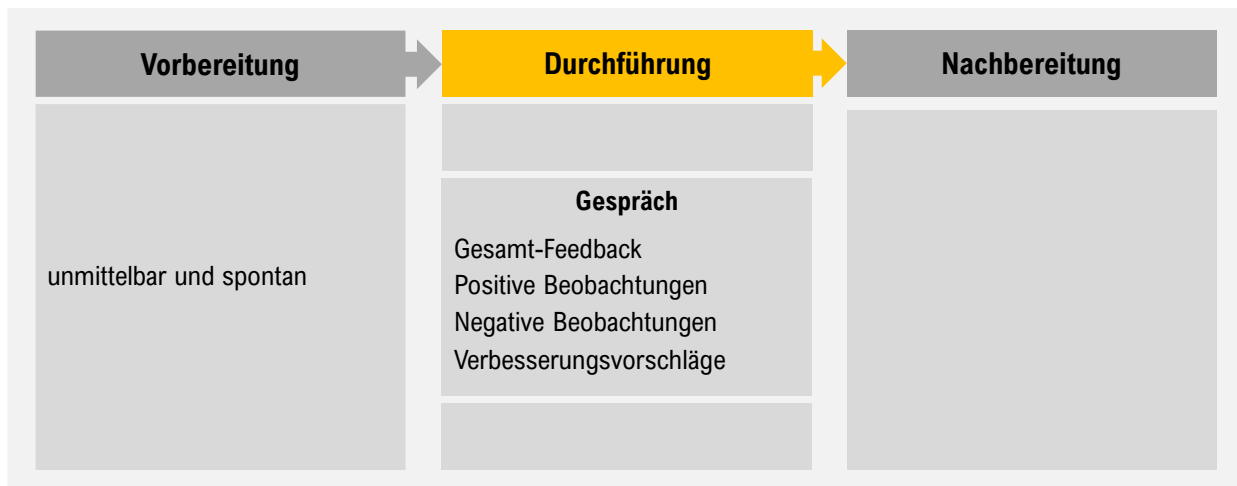 Vorbereitung
Durchführung
Nachbereitung
unmittelbar und spontan
Gespräch
Gesamt-Feedback
Positive Beobachtungen
Negative Beobachtungen
Verbesserungsvorschläge